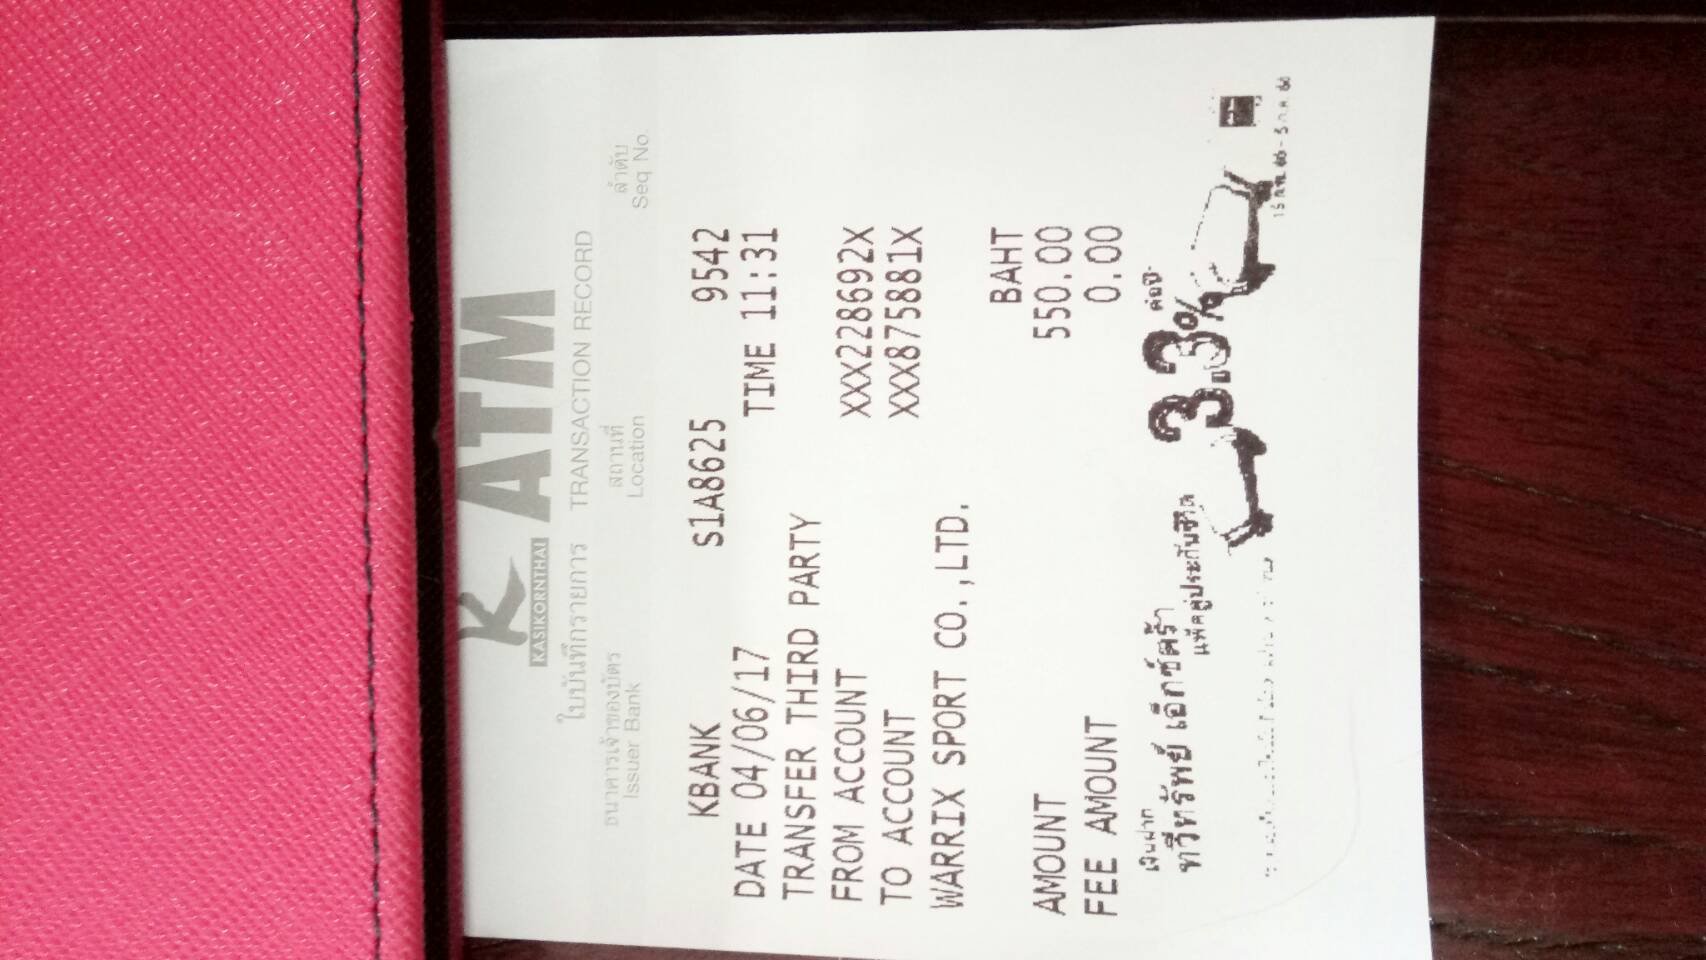 K ATM
KASIKORNTHAI
ใบบันทึกรายการ TRANSACTION RECORD
ธนาคารเจ้าของบัตร สถานที่ ลำดับ
Issuer Bank Location Seq No.
KBANK S1A8625 9542
DATE 04/06/17 TIME 11:31
TRANSFER THIRD PARTY
FROM ACCOUNT XXX228692X
TO ACCOUNT XXX875881X
WARRIX SPORT CO.,LTD.
BAHT
AMOUNT 550.00
FEE AMOUNT 0.00
เงินฝาก
ทวีทรัพย์ เอ็กซ์ตร้า 3.3% ต่อปี
แพ็คคู่ประกันชีวิต